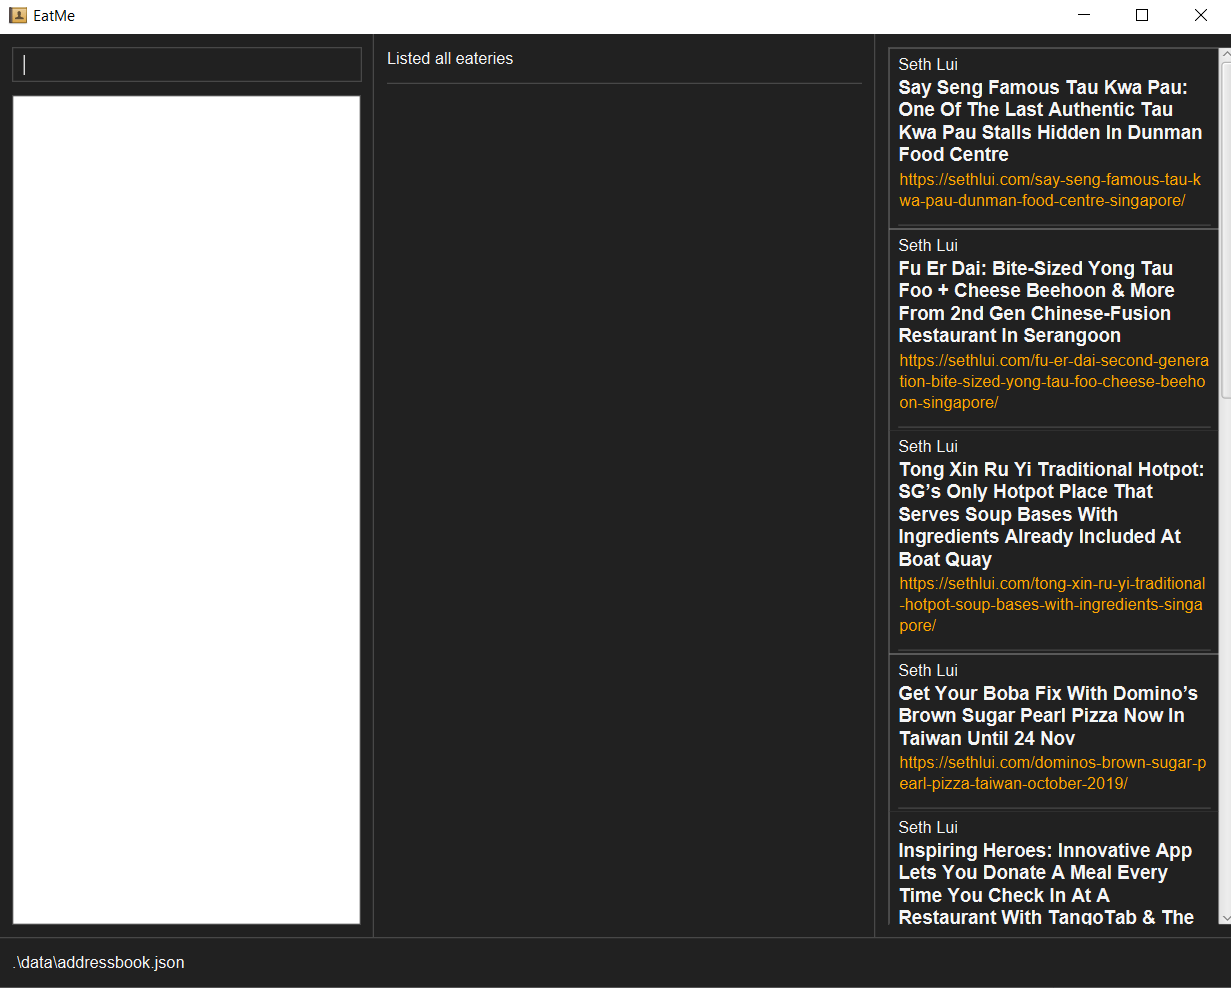 EatMe
Listed all eateries
Seth Lui
Say Seng Famous Tau Kwa Pau:
One Of The Last Authentic Tau
Kwa Pau Stalls Hidden In Dunman
Food Centre
https://sethlui.com/say-seng-famous-tau-k
wa-pau-dunman-food-centre-singapore/
Seth Lui
Fu Er Dai: Bite-Sized Yong Tau
Foo + Cheese Beehoon & More
From 2nd Gen Chinese-Fusion
Restaurant In Serangoon
https://sethlui.com/fu-er-dai-second-genera
tion-bite-sized-yong-tau-foo-cheese-beeho
on-singapore/
Seth Lui
Tong Xin Ru Yi Traditional Hotpot:
SG’s Only Hotpot Place That
Serves Soup Bases With
Ingredients Already Included At
Boat Quay
https://sethlui.com/tong-xin-ru-yi-traditional
-hotpot-soup-bases-with-ingredients-singa
pore/
Seth Lui
Get Your Boba Fix With Domino’s
Brown Sugar Pearl Pizza Now In
Taiwan Until 24 Nov
https://sethlui.com/dominos-brown-sugar-p
earl-pizza-taiwan-october-2019/
Seth Lui
Inspiring Heroes: Innovative App
Lets You Donate A Meal Every
Time You Check In At A
Restaurant With TangoTab & The
.\data\addressbook.json